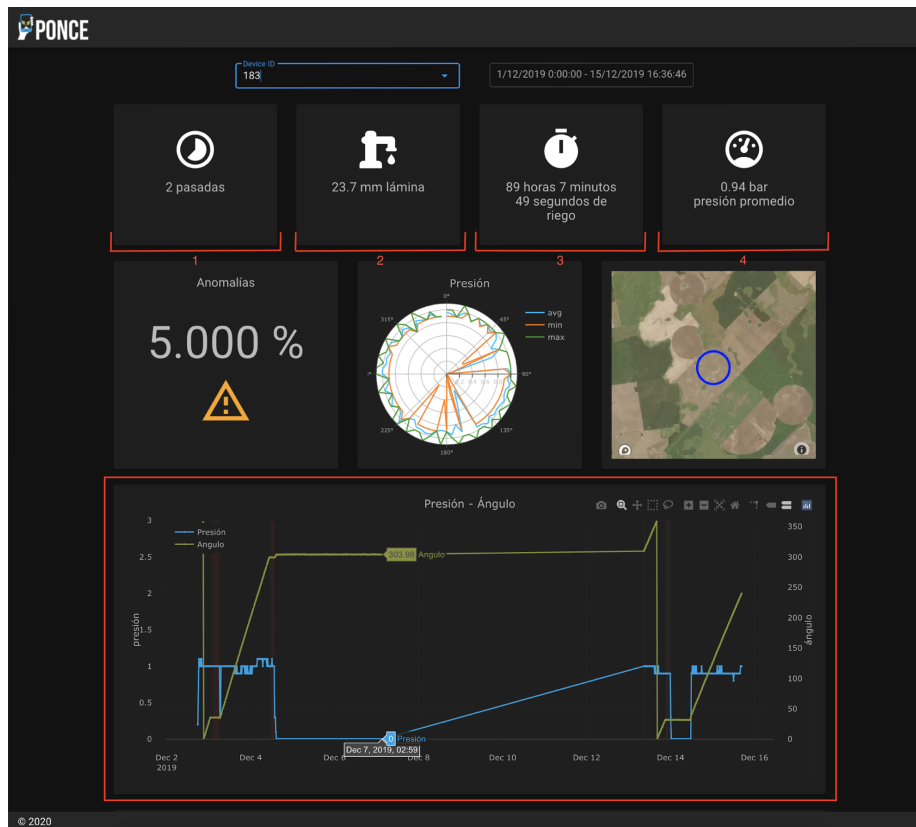 PONCE
Device ID
183
1/12/2019 0:00:00 - 15/12/2019 16:36:46
2 pasadas
23.7 mm lámina
89 horas 7 minutos
49 segundos de
riego
0.94 bar
presión promedio
1
2
3
4
Anomalías
5.000 %
Presión
0°
45°
90°
135°
180°
225°
315°
avg
min
max
Presión - Ángulo
Presión
Angulo
3
2.5
2
1.5
1
0.5
0
presión
350
300
250
200
150
100
50
0
ángulo
303.98 Angulo
0 Presión
Dec 7, 2019, 02:59
Dec 2
2019
Dec 4
Dec 6
Dec 8
Dec 10
Dec 12
Dec 14
Dec 16
© 2020